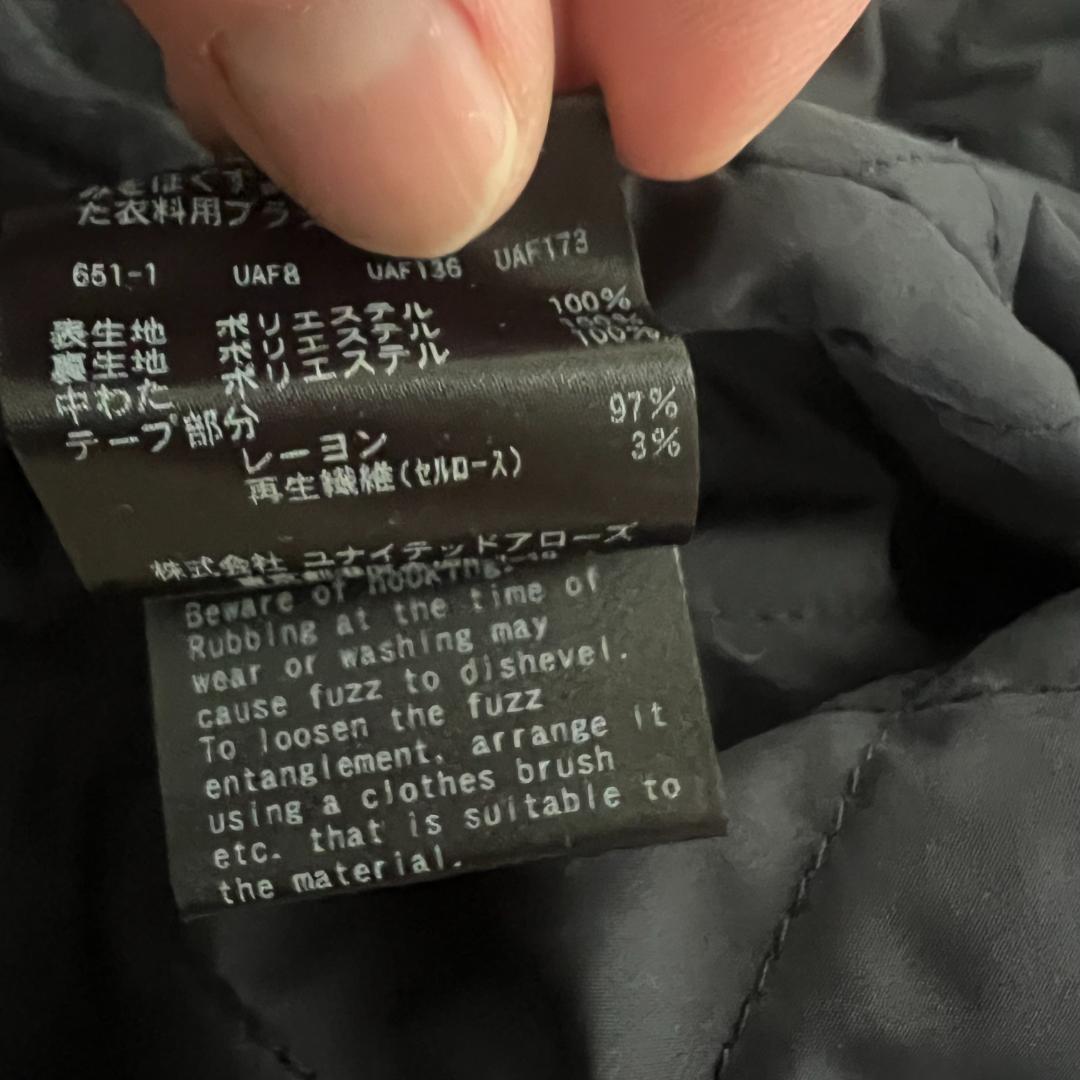 た衣料用ブラ
651-1 UAF8 UAF136 UAF173
表生地 ポリエステル 100%
裏生地 ポリエステル 100%
中わた ポリエステル 100%
テープ部分
レーヨン 97%
再生繊維(セルロース) 3%
株式会社 ユナイテッドアローズ
Beware of Hooking.
Rubbing at the time of
wear or washing may
cause fuzz to dishevel.
To loosen the fuzz
entanglement, arrange it
using a clothes brush
etc. that is suitable to
the material.